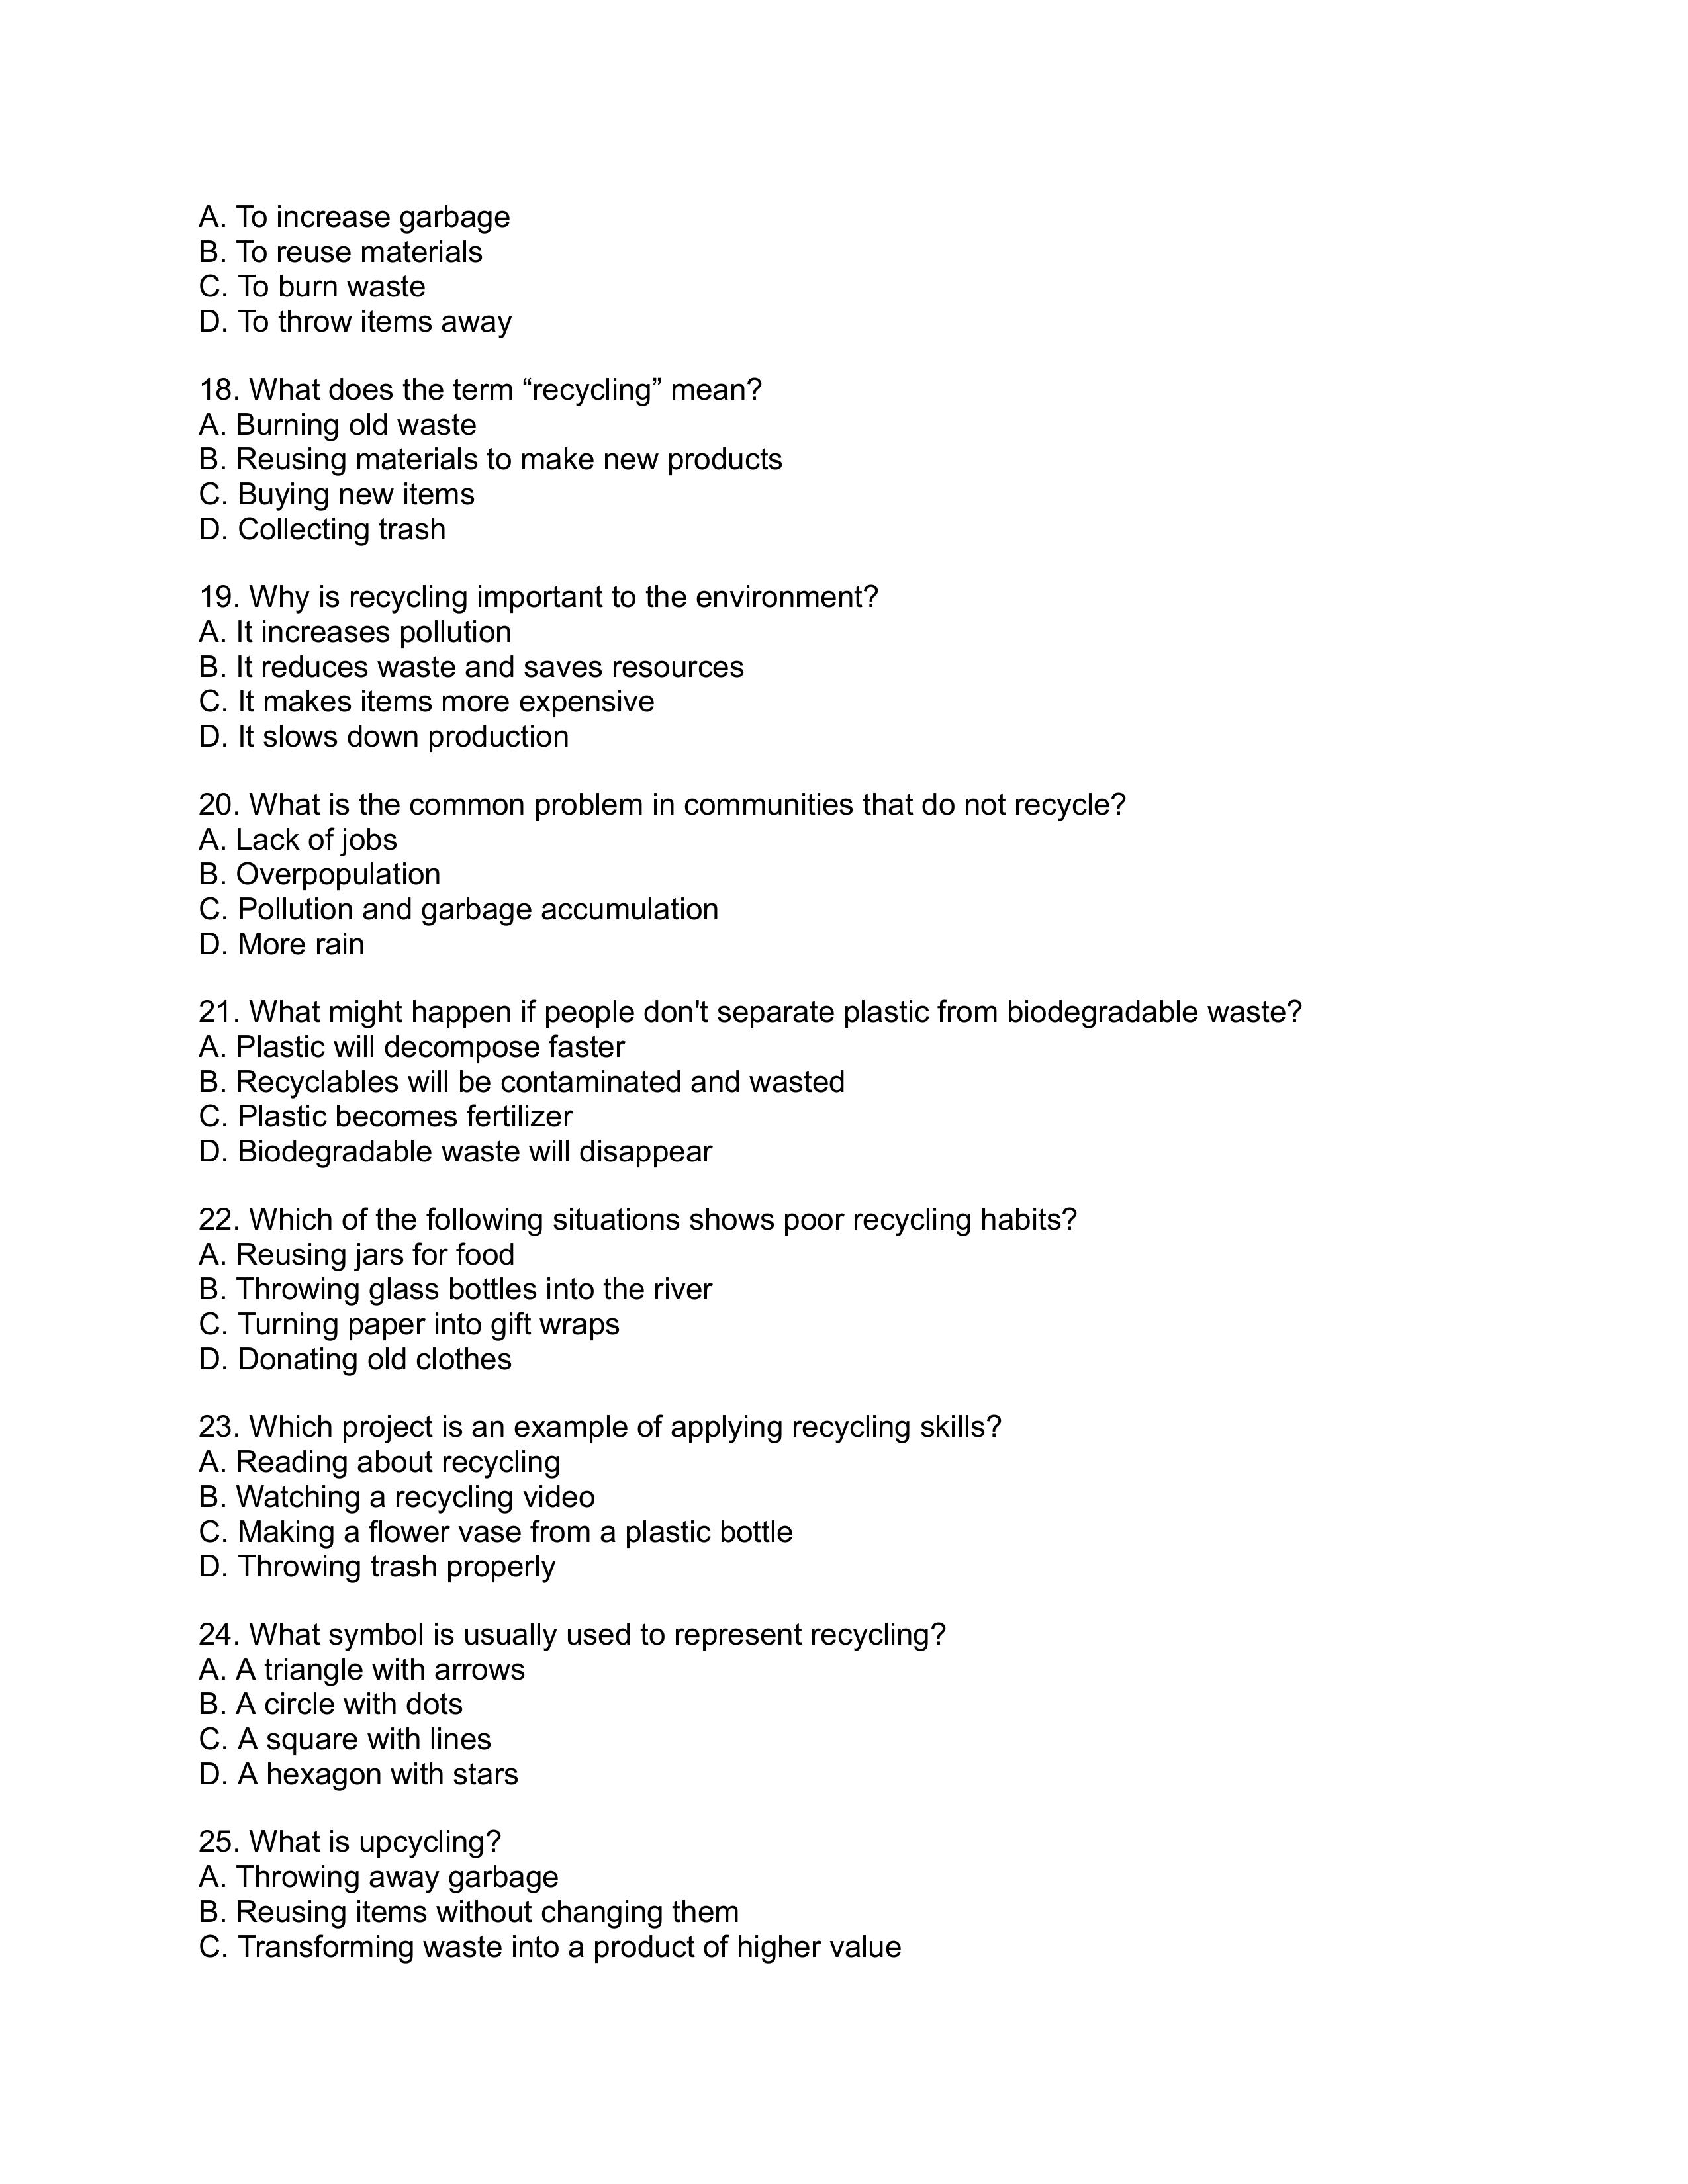 A. To increase garbage
B. To reuse materials
C. To burn waste
D. To throw items away
18. What does the term “recycling” mean?
A. Burning old waste
B. Reusing materials to make new products
C. Buying new items
D. Collecting trash
19. Why is recycling important to the environment?
A. It increases pollution
B. It reduces waste and saves resources
C. It makes items more expensive
D. It slows down production
20. What is the common problem in communities that do not recycle?
A. Lack of jobs
B. Overpopulation
C. Pollution and garbage accumulation
D. More rain
21. What might happen if people don't separate plastic from biodegradable waste?
A. Plastic will decompose faster
B. Recyclables will be contaminated and wasted
C. Plastic becomes fertilizer
D. Biodegradable waste will disappear
22. Which of the following situations shows poor recycling habits?
A. Reusing jars for food
B. Throwing glass bottles into the river
C. Turning paper into gift wraps
D. Donating old clothes
23. Which project is an example of applying recycling skills?
A. Reading about recycling
B. Watching a recycling video
C. Making a flower vase from a plastic bottle
D. Throwing trash properly
24. What symbol is usually used to represent recycling?
A. A triangle with arrows
B. A circle with dots
C. A square with lines
D. A hexagon with stars
25. What is upcycling?
A. Throwing away garbage
B. Reusing items without changing them
C. Transforming waste into a product of higher value